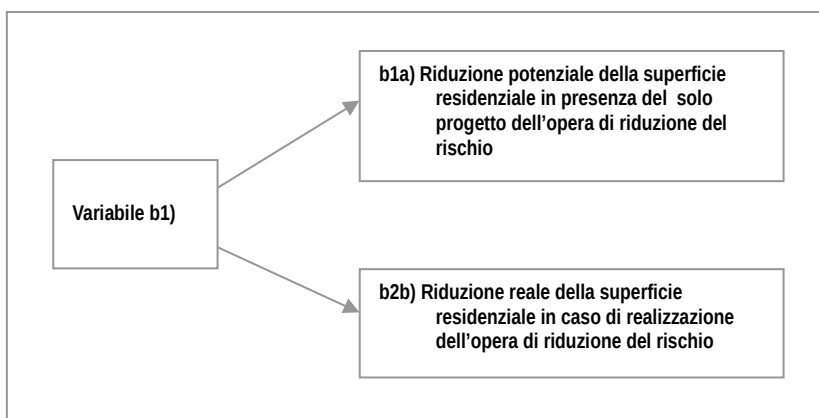 b1a) Riduzione potenziale della superficie
residenziale in presenza del solo
progetto dell'opera di riduzione del
rischio
Variabile b1)
b2b) Riduzione reale della superficie
residenziale in caso di realizzazione
dell'opera di riduzione del rischio